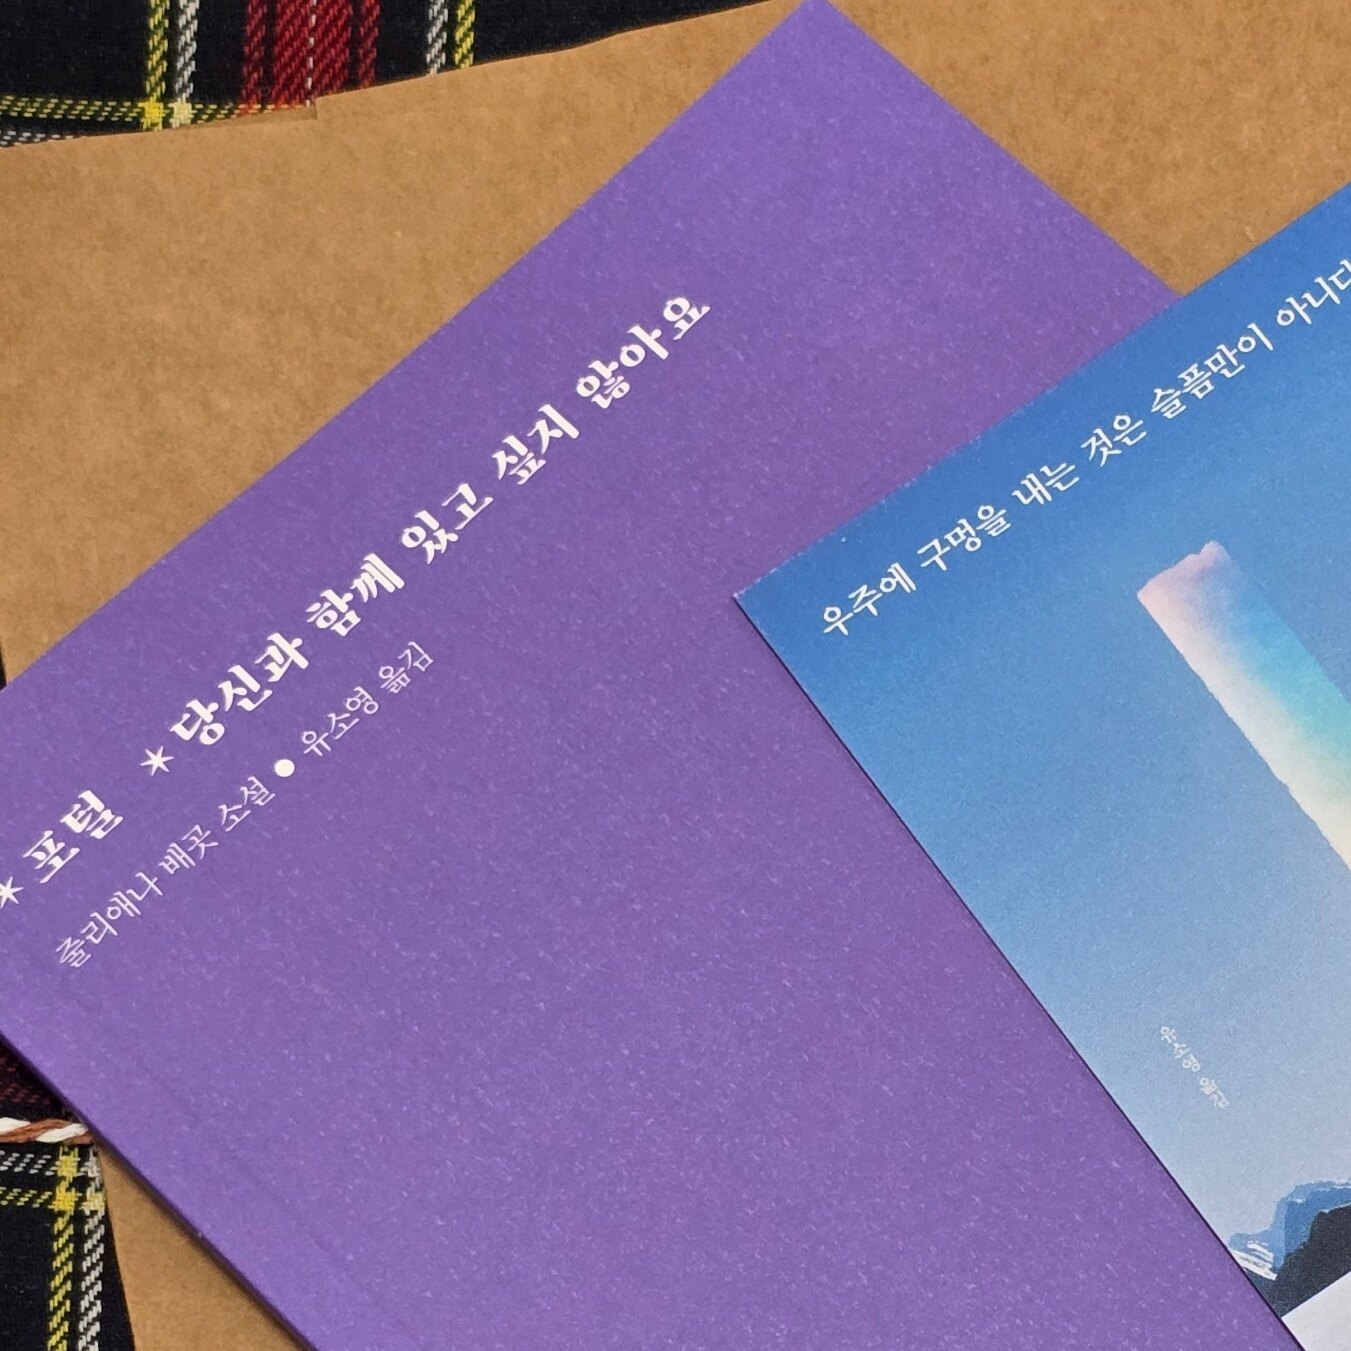 * 포털 * 당신과 함께 있고 싶지 않아요
줄리애나 배곳 소설 ● 유소영 옮김
우주에 구멍을 내는 것은 슬픔만이 아니다
유소영 옮김